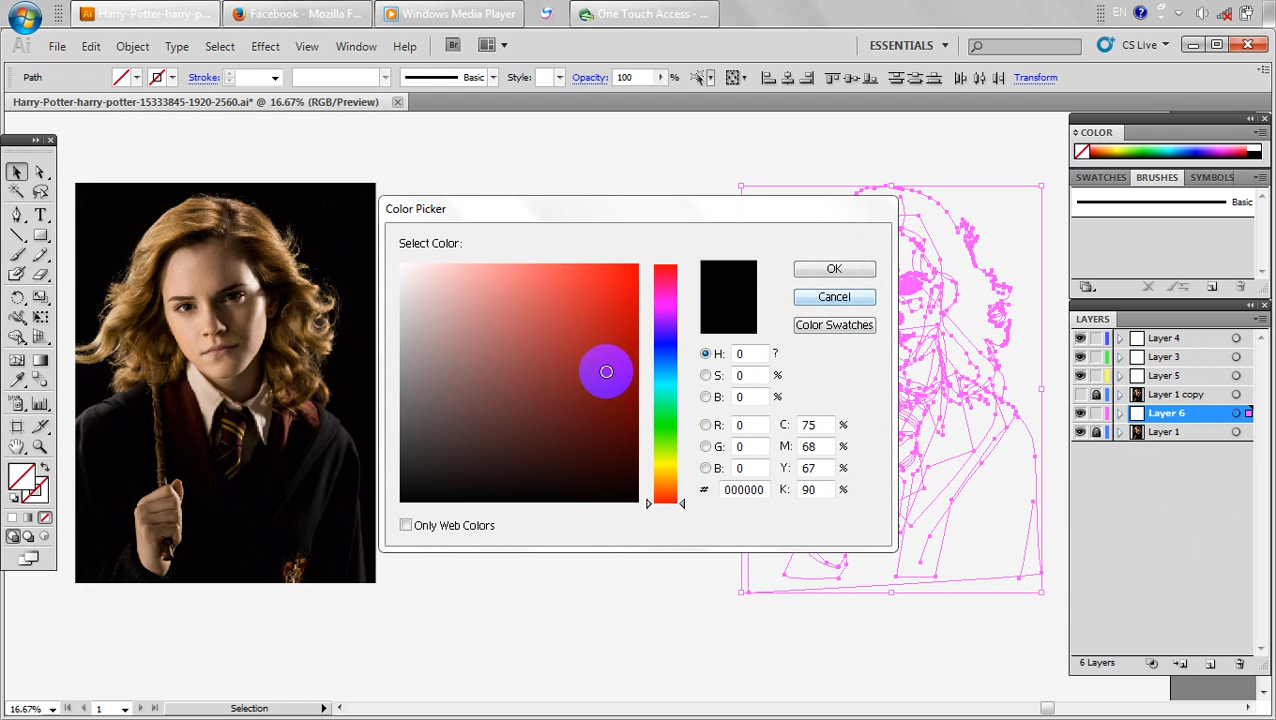 Harry-Potter-harry-p...
Facebook - Mozilla F...
Windows Media Player
One Touch Access - ...
EN
Ai File Edit Object Type Select Effect View Window Help Br ESSENTIALS CS Live
Path Stroke: Basic Style: Opacity: 100 % Transform
Harry-Potter-harry-potter-15333845-1920-2560.ai* @ 16.67% (RGB/Preview)
COLOR
SWATCHES BRUSHES SYMBOLS
Basic
LAYERS
Layer 4
Layer 3
Layer 5
Layer 1 copy
Layer 6
Layer 1
6 Layers
Color Picker
Select Color:
OK
Cancel
Color Swatches
H: 0 ?
S: 0 %
B: 0 %
R: 0 C: 75 %
G: 0 M: 68 %
B: 0 Y: 67 %
# 000000 K: 90 %
Only Web Colors
16.67% 1 Selection